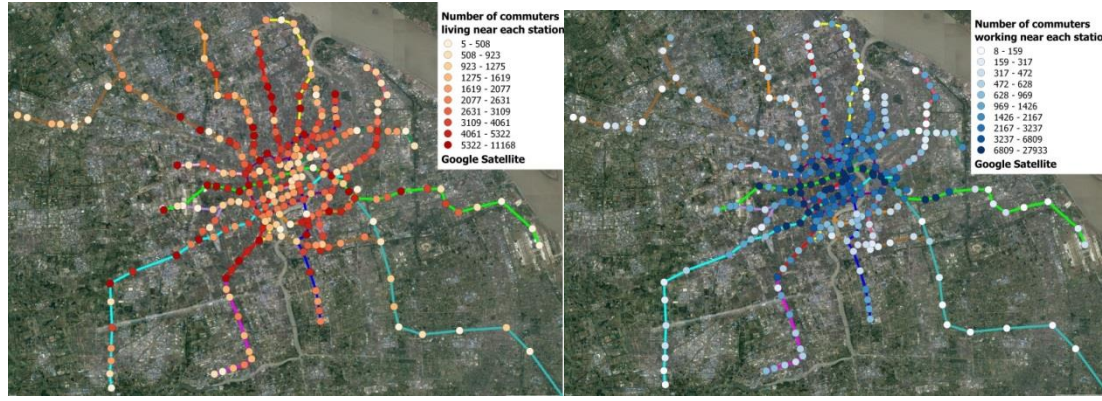 Number of commuters
living near each station
5 - 508
508 - 923
923 - 1275
1275 - 1619
1619 - 2077
2077 - 2631
2631 - 3109
3109 - 4061
4061 - 5322
5322 - 11168
Google Satellite
Number of commuters
working near each station
8 - 159
159 - 317
317 - 472
472 - 628
628 - 969
969 - 1426
1426 - 2167
2167 - 3237
3237 - 6809
6809 - 27933
Google Satellite